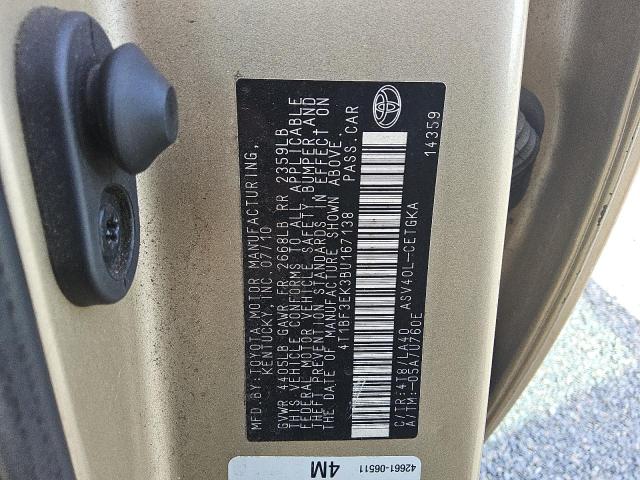 MFD. BY: TOYOTA MOTOR MANUFACTURING,
KENTUCKY, INC. 07/10
GVWR 4485LB GAWR FR 2668LB RR 2359LB
THIS VEHICLE CONFORMS TO ALL APPLICABLE
FEDERAL MOTOR VEHICLE SAFETY, BUMPER AND
THEFT PREVENTION STANDARDS IN EFFECT ON
THE DATE OF MANUFACTURE SHOWN ABOVE.
4T1BF3EK3BU167138 PASS.CAR
C/TR:4T8/LA40 ASV40L-CETGKA
A/TM:-05A/U760E 14359
42661-06511
4M